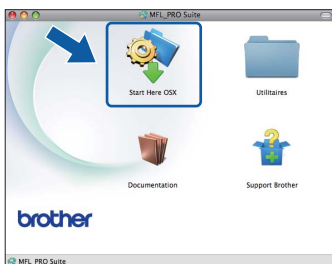 MFL_PRO Suite
Start Here OSX
Utilitaires
Documentation
Support Brother
brother
MFL_PRO Suite